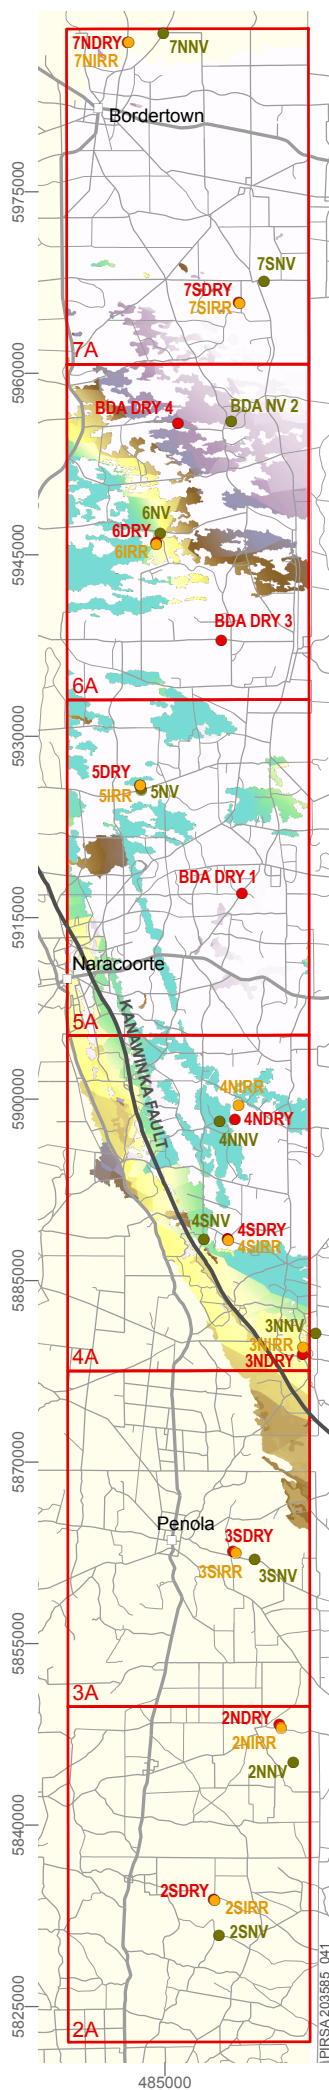 7NDRY
7NNV
7NIRR
Bordertown
5975000
7SNV
7SDRY
7SIRR
7A
5960000
BDA DRY 4
BDA NV 2
6NV
6DRY
6IRR
5945000
BDA DRY 3
6A
5930000
5DRY
5IRR
5NV
BDA DRY 1
5915000
Naracoorte
KANAWINKA FAULT
5A
4NIRR
5900000
4NDRY
4NNV
4SNV
4SDRY
4SIRR
5885000
3NNV
3NIRR
3NDRY
4A
5870000
Penola
3SDRY
3SIRR
3SNV
5855000
3A
2NDRY
2NIRR
2NNV
5840000
2SDRY
2SIRR
2SNV
5825000
PIRSA 203585_041
2A
485000